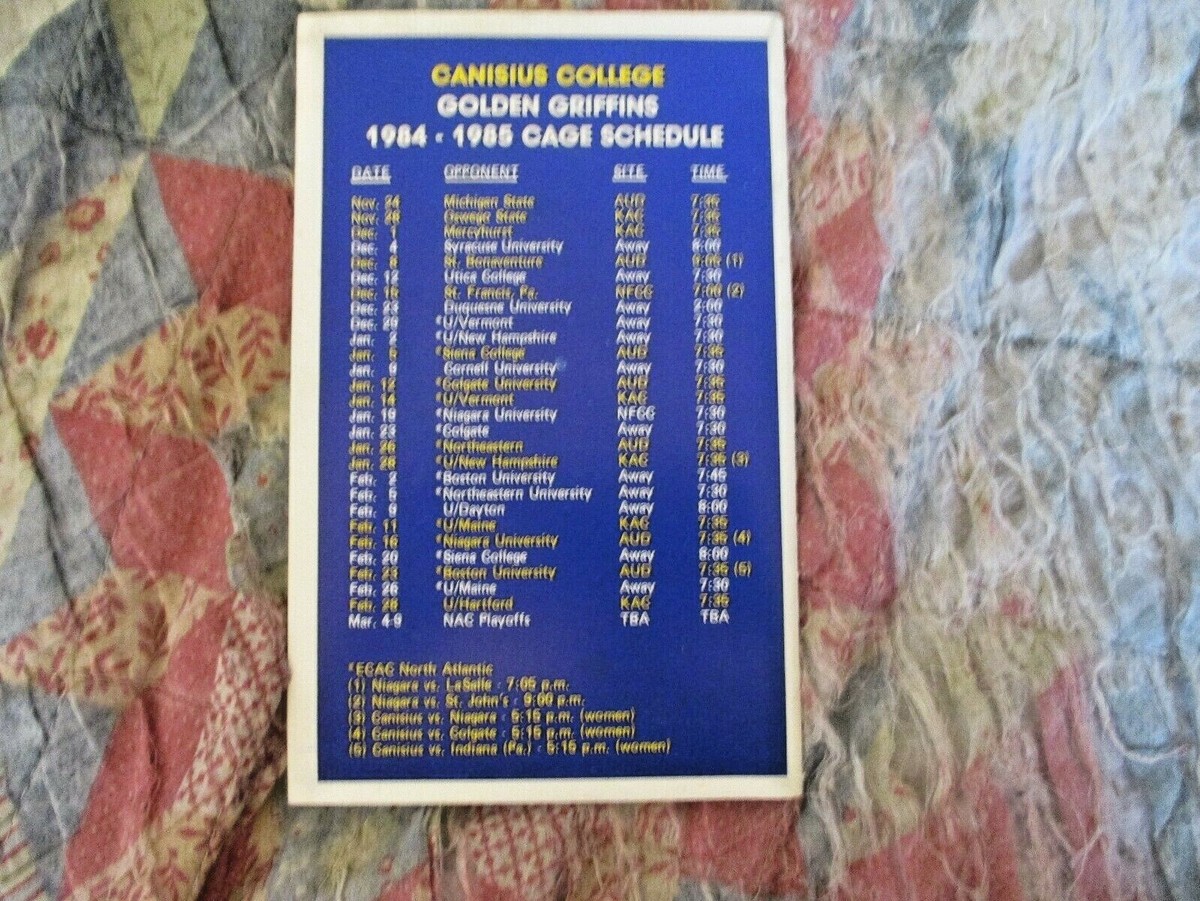 CANISIUS COLLEGE
GOLDEN GRIFFINS
1984 - 1985 CAGE SCHEDULE
DATE OPPONENT SITE TIME
Nov. 24 Michigan State AUD 7:35
Nov. 28 Oswego State KAC 7:35
Dec. 1 Mercyhurst KAC 7:35
Dec. 4 Syracuse University Away 8:00
Dec. 8 St. Bonaventure AUD 9:05 (1)
Dec. 12 Utica College Away 7:30
Dec. 15 St. Francis, Pa. NFCC 7:00 (2)
Dec. 23 Duquesne University Away 2:00
Dec. 29 *U/Vermont Away 7:30
Jan. 2 *U/New Hampshire Away 7:30
Jan. 5 *Siena College AUD 7:35
Jan. 9 Cornell University Away 7:30
Jan. 12 *Colgate University AUD 7:35
Jan. 14 *U/Vermont KAC 7:35
Jan. 19 *Niagara University NFCC 7:30
Jan. 23 *Colgate Away 7:30
Jan. 26 *Northeastern AUD 7:35
Jan. 28 *U/New Hampshire KAC 7:35 (3)
Feb. 2 *Boston University Away 7:45
Feb. 5 *Northeastern University Away 7:30
Feb. 9 U/Dayton Away 8:00
Feb. 11 *U/Maine KAC 7:35
Feb. 16 *Niagara University AUD 7:35 (4)
Feb. 20 *Siena College Away 8:00
Feb. 23 *Boston University AUD 7:35 (5)
Feb. 26 *U/Maine Away 7:30
Feb. 28 U/Hartford KAC 7:35
Mar. 4-9 NAC Playoffs TBA TBA
*ECAC North Atlantic
(1) Niagara vs. LaSalle - 7:05 p.m.
(2) Niagara vs. St. John's - 9:00 p.m.
(3) Canisius vs. Niagara - 5:15 p.m. (women)
(4) Canisius vs. Colgate - 5:15 p.m. (women)
(5) Canisius vs. Indiana (Pa.) - 5:15 p.m. (women)